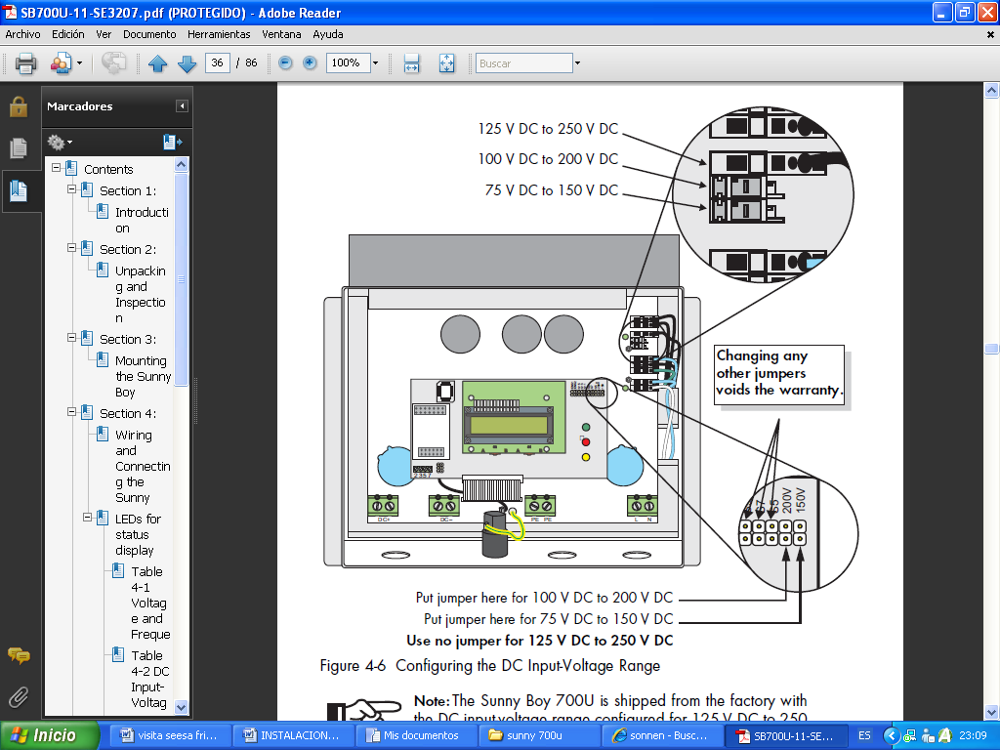 SB700U-11-SE3207.pdf (PROTEGIDO) - Adobe Reader
Archivo Edición Ver Documento Herramientas Ventana Ayuda
36 / 86 100% Buscar
Marcadores
Contents
Section 1:
Introducti
on
Section 2:
Unpackin
g and
Inspectio
n
Section 3:
Mounting
the Sunny
Boy
Section 4:
Wiring
and
Connectin
g the
Sunny
LEDs for
status
display
Table
4-1
Voltag
e and
Freque
Table
4-2 DC
Input-
Voltag
125 V DC to 250 V DC
100 V DC to 200 V DC
75 V DC to 150 V DC
Changing any
other jumpers
voids the warranty.
S7 S5 200V 150V
DC+ DC– PE PE L N
Put jumper here for 100 V DC to 200 V DC
Put jumper here for 75 V DC to 150 V DC
Use no jumper for 125 V DC to 250 V DC
Figure 4-6 Configuring the DC Input-Voltage Range
Note: The Sunny Boy 700U is shipped from the factory with
the DC input-voltage range configured for 125 V DC to 250
Inicio visita seesa fri... INSTALACION... Mis documentos sunny 700u sonnen - Busc... SB700U-11-SE... ES 23:09